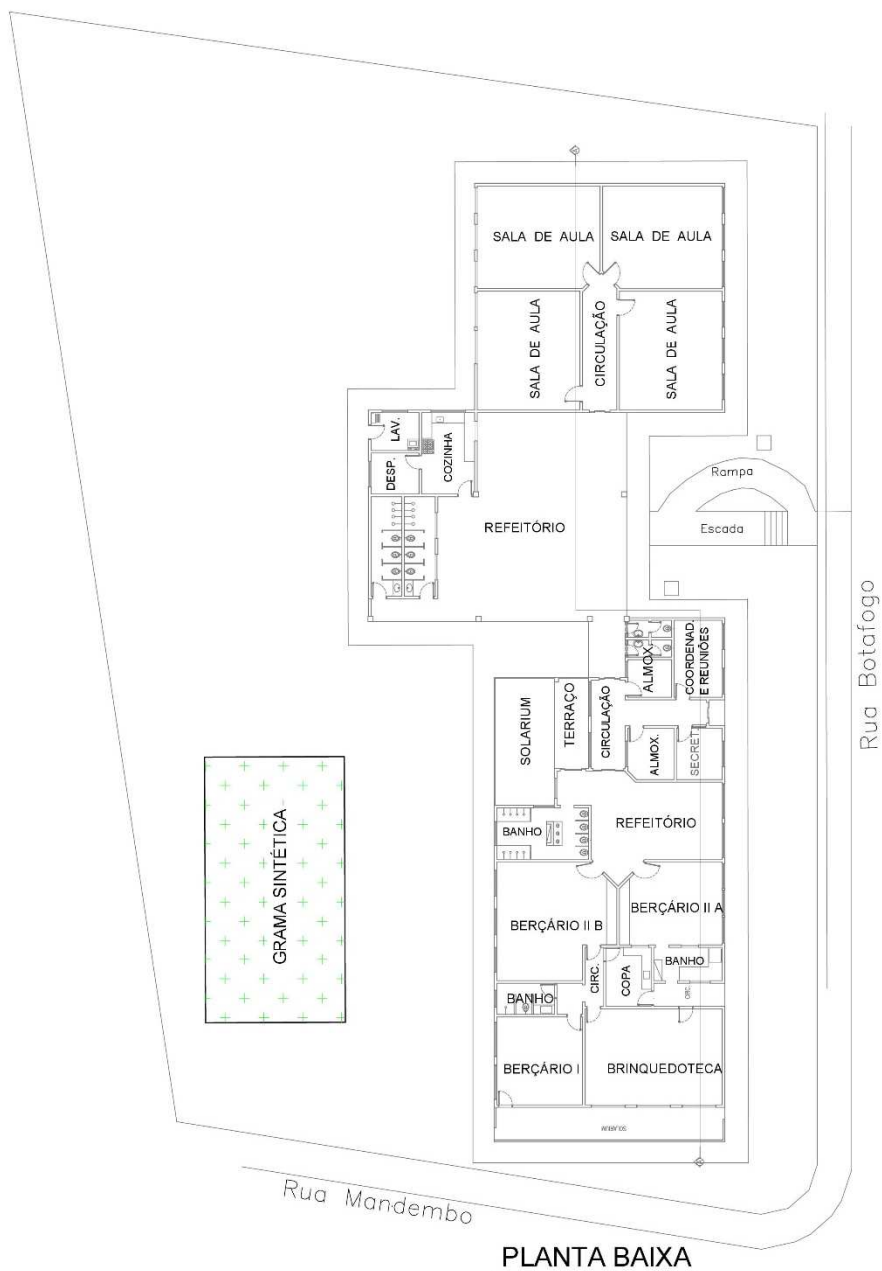 SALA DE AULA
SALA DE AULA
SALA DE AULA
CIRCULAÇÃO
SALA DE AULA
LAV.
DESP.
COZINHA
REFEITÓRIO
Rampa
Escada
Rua Botafogo
ALMOX.
COORDENAD.
E REUNIÕES
SOLARIUM
TERRAÇO
CIRCULAÇÃO
ALMOX.
SECRET
BANHO
REFEITÓRIO
GRAMA SINTÉTICA
BERÇÁRIO II B
BERÇÁRIO II A
BANHO
CIRC.
COPA
CIRC.
BANHO
BERÇÁRIO I
BRINQUEDOTECA
SOLARIUM
Rua Mandembo
PLANTA BAIXA